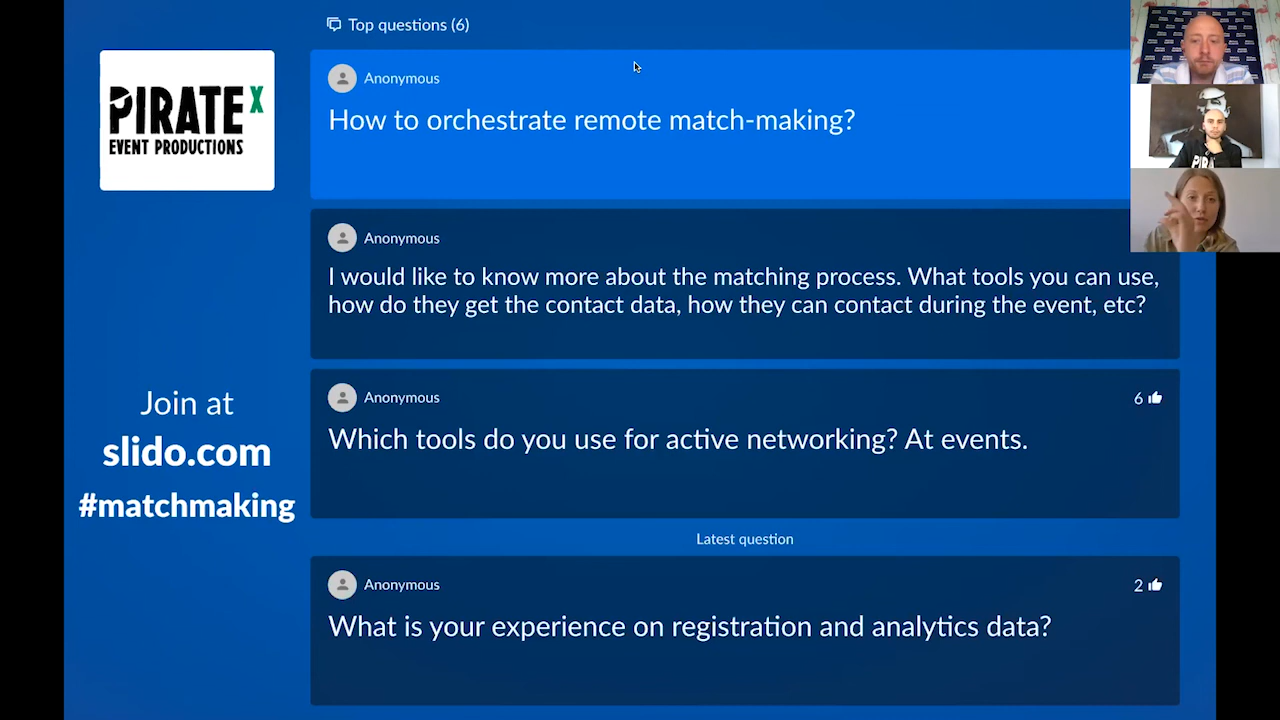 Top questions (6)
PIRATE X
EVENT PRODUCTIONS
Anonymous
How to orchestrate remote match-making?
Anonymous
I would like to know more about the matching process. What tools you can use,
how do they get the contact data, how they can contact during the event, etc?
Anonymous
6
Which tools do you use for active networking? At events.
Join at
slido.com
#matchmaking
Latest question
Anonymous
2
What is your experience on registration and analytics data?